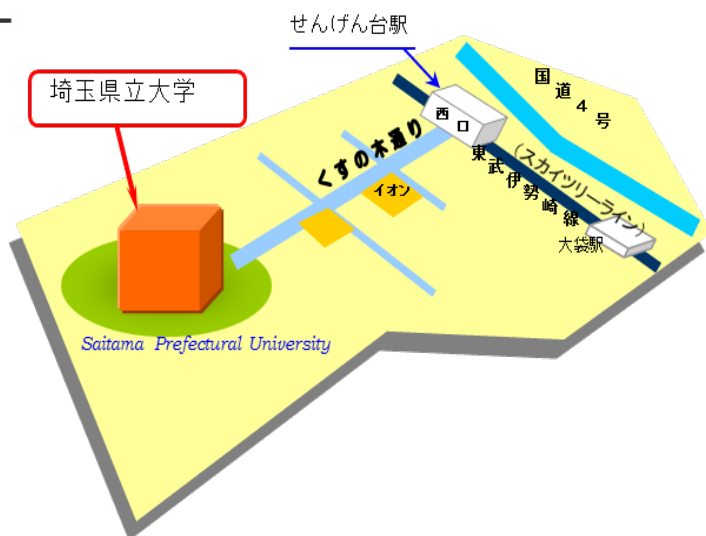 せんげん台駅
埼玉県立大学
国道4号
西口
くすの木通り
東武伊勢崎線
(スカイツリーライン)
イオン
大袋駅
Saitama Prefectural University